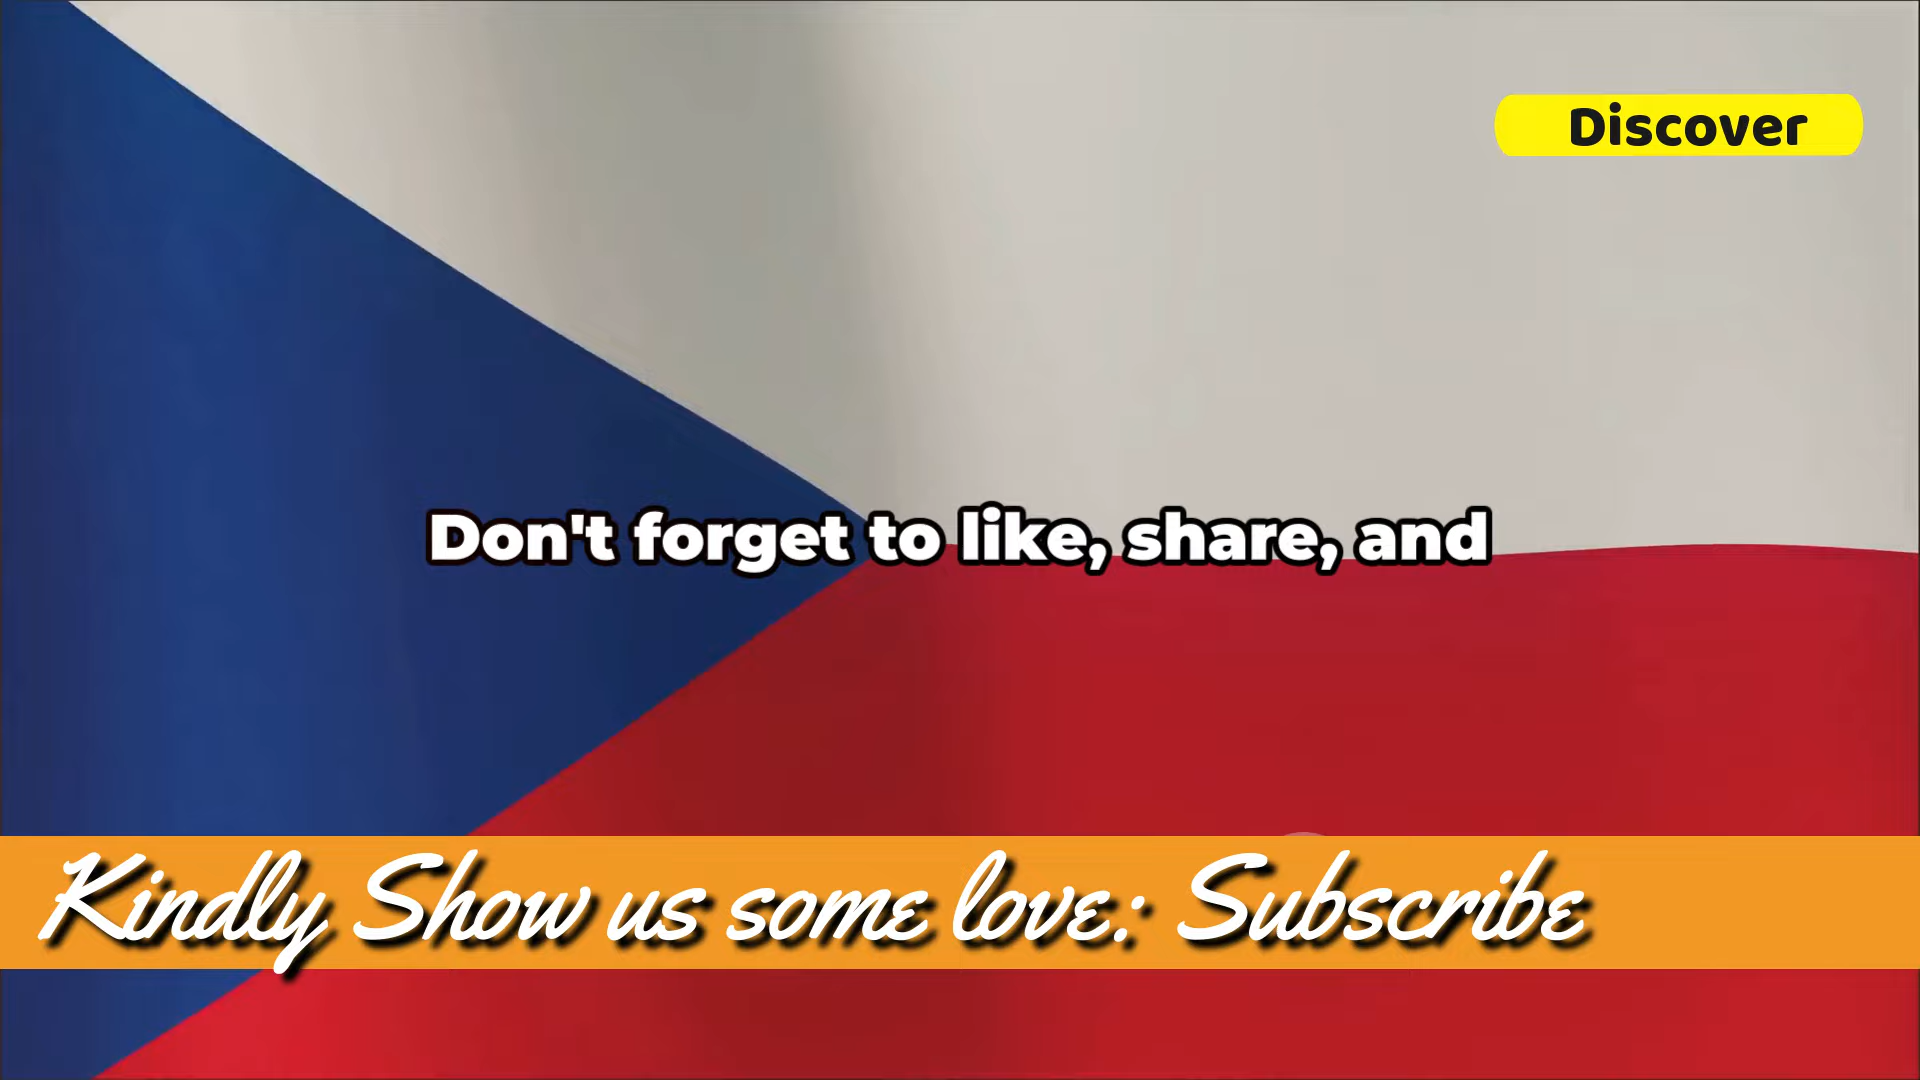 Discover
Don't forget to like, share, and
Kindly Show us some love: Subscribe